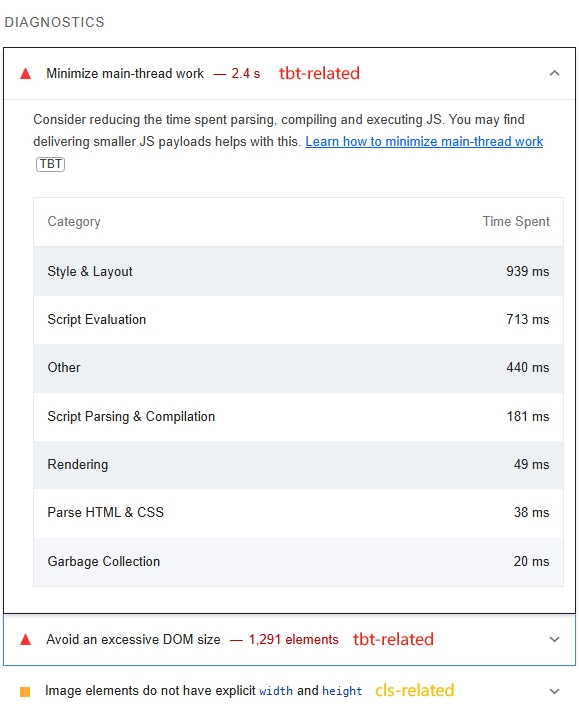 DIAGNOSTICS
Minimize main-thread work — 2.4 s tbt-related
Consider reducing the time spent parsing, compiling and executing JS. You may find
delivering smaller JS payloads helps with this. Learn how to minimize main-thread work
TBT
Category Time Spent
Style & Layout 939 ms
Script Evaluation 713 ms
Other 440 ms
Script Parsing & Compilation 181 ms
Rendering 49 ms
Parse HTML & CSS 38 ms
Garbage Collection 20 ms
Avoid an excessive DOM size — 1,291 elements tbt-related
Image elements do not have explicit width and height cls-related